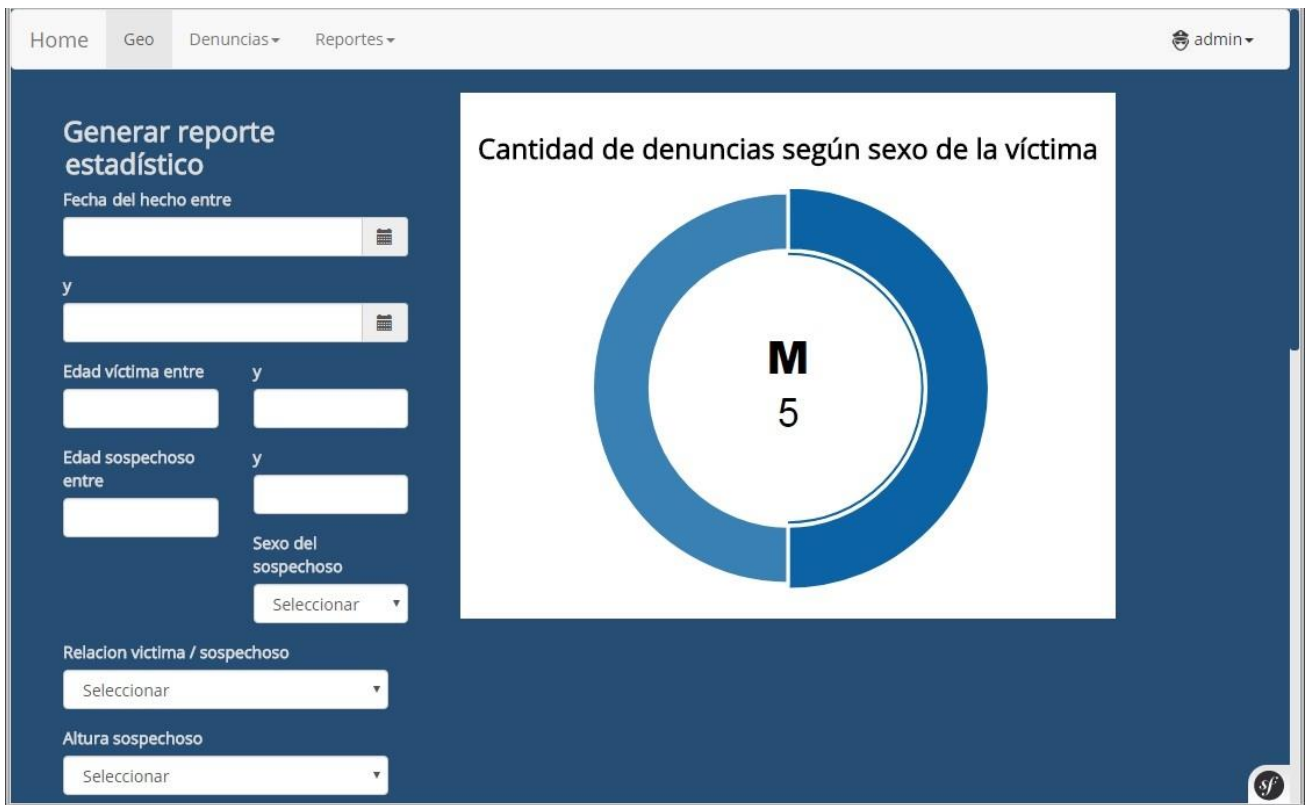 Home Geo Denuncias Reportes admin
Generar reporte
estadístico
Fecha del hecho entre
y
Edad víctima entre y
Edad sospechoso
entre
y
Sexo del
sospechoso
Seleccionar
Relacion victima / sospechoso
Seleccionar
Altura sospechoso
Seleccionar
Cantidad de denuncias según sexo de la víctima
M
5
sf